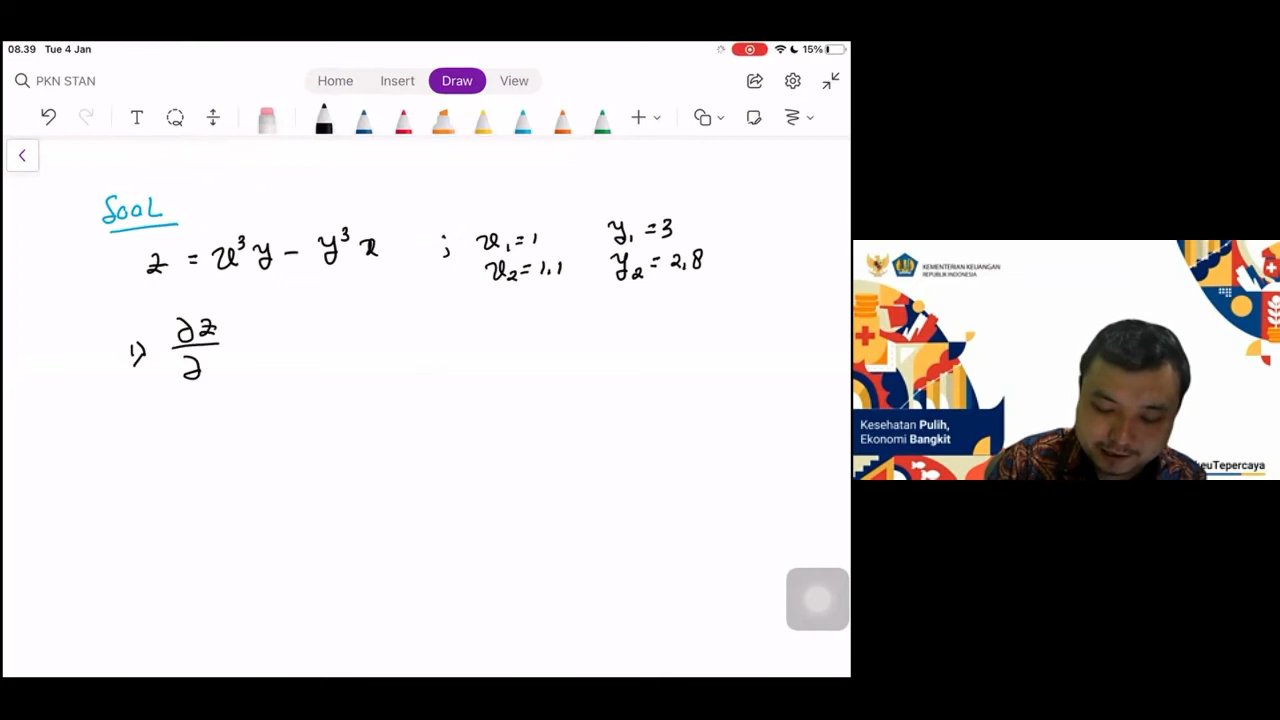 08.39 Tue 4 Jan
15%
PKN STAN
Home Insert Draw View
T
SOAL
z = x³y − y³x ; x₁ = 1 y₁ = 3
x₂ = 1,1 y₂ = 2,8
1) ∂z
∂
KEMENTERIAN KEUANGAN
REPUBLIK INDONESIA
Kesehatan Pulih,
Ekonomi Bangkit
keuTepercaya